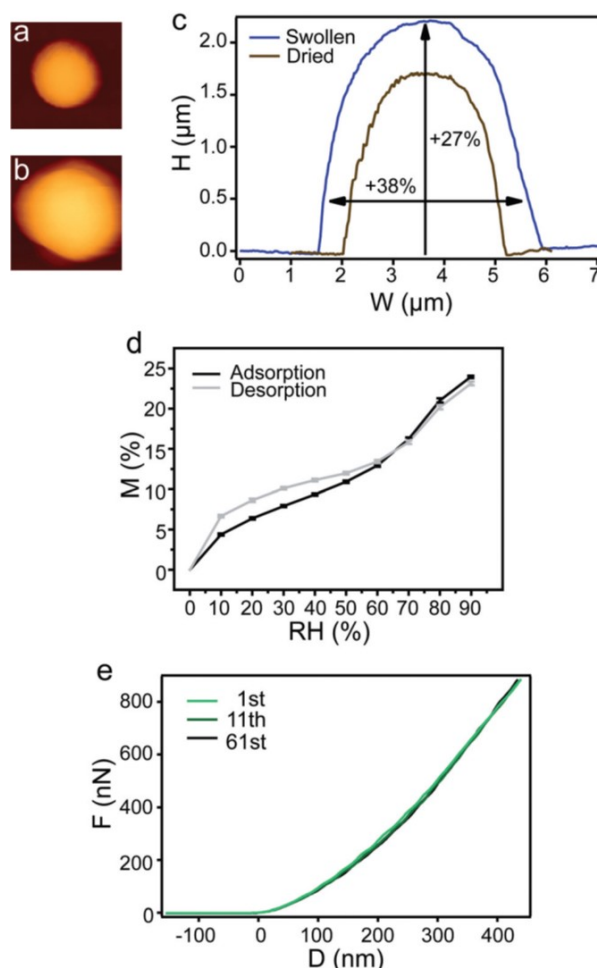 a
b
c
Swollen
Dried
+27%
+38%
H (µm)
2.0
1.5
1.0
0.5
0.0
0 1 2 3 4 5 6 7
W (µm)
d
Adsorption
Desorption
M (%)
25
20
15
10
5
0
0 10 20 30 40 50 60 70 80 90
RH (%)
e
1st
11th
61st
F (nN)
800
600
400
200
0
-100 0 100 200 300 400
D (nm)